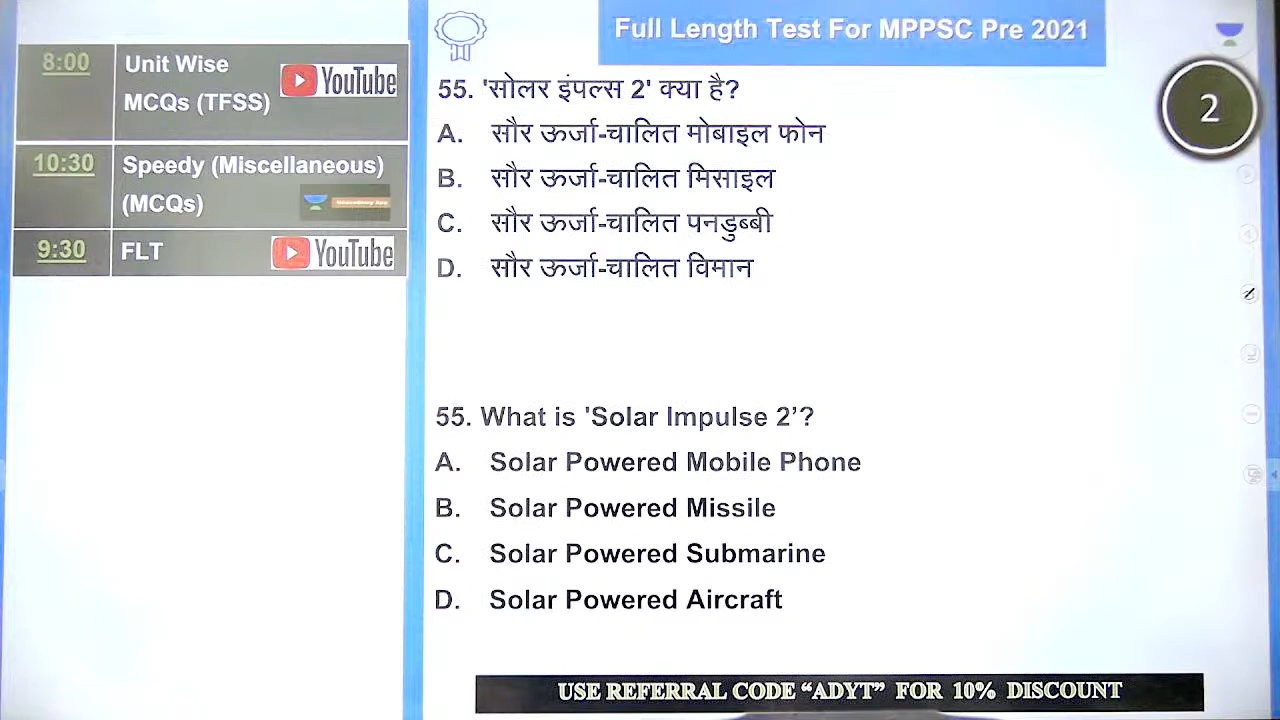 Full Length Test For MPPSC Pre 2021
8:00
Unit Wise
MCQs (TFSS)
YouTube
10:30
Speedy (Miscellaneous)
(MCQs)
9:30
FLT
YouTube
2
55. 'सोलर इंपल्स 2' क्या है?
A. सौर ऊर्जा-चालित मोबाइल फोन
B. सौर ऊर्जा-चालित मिसाइल
C. सौर ऊर्जा-चालित पनडुब्बी
D. सौर ऊर्जा-चालित विमान
55. What is 'Solar Impulse 2’?
A. Solar Powered Mobile Phone
B. Solar Powered Missile
C. Solar Powered Submarine
D. Solar Powered Aircraft
USE REFERRAL CODE “ADYT” FOR 10% DISCOUNT